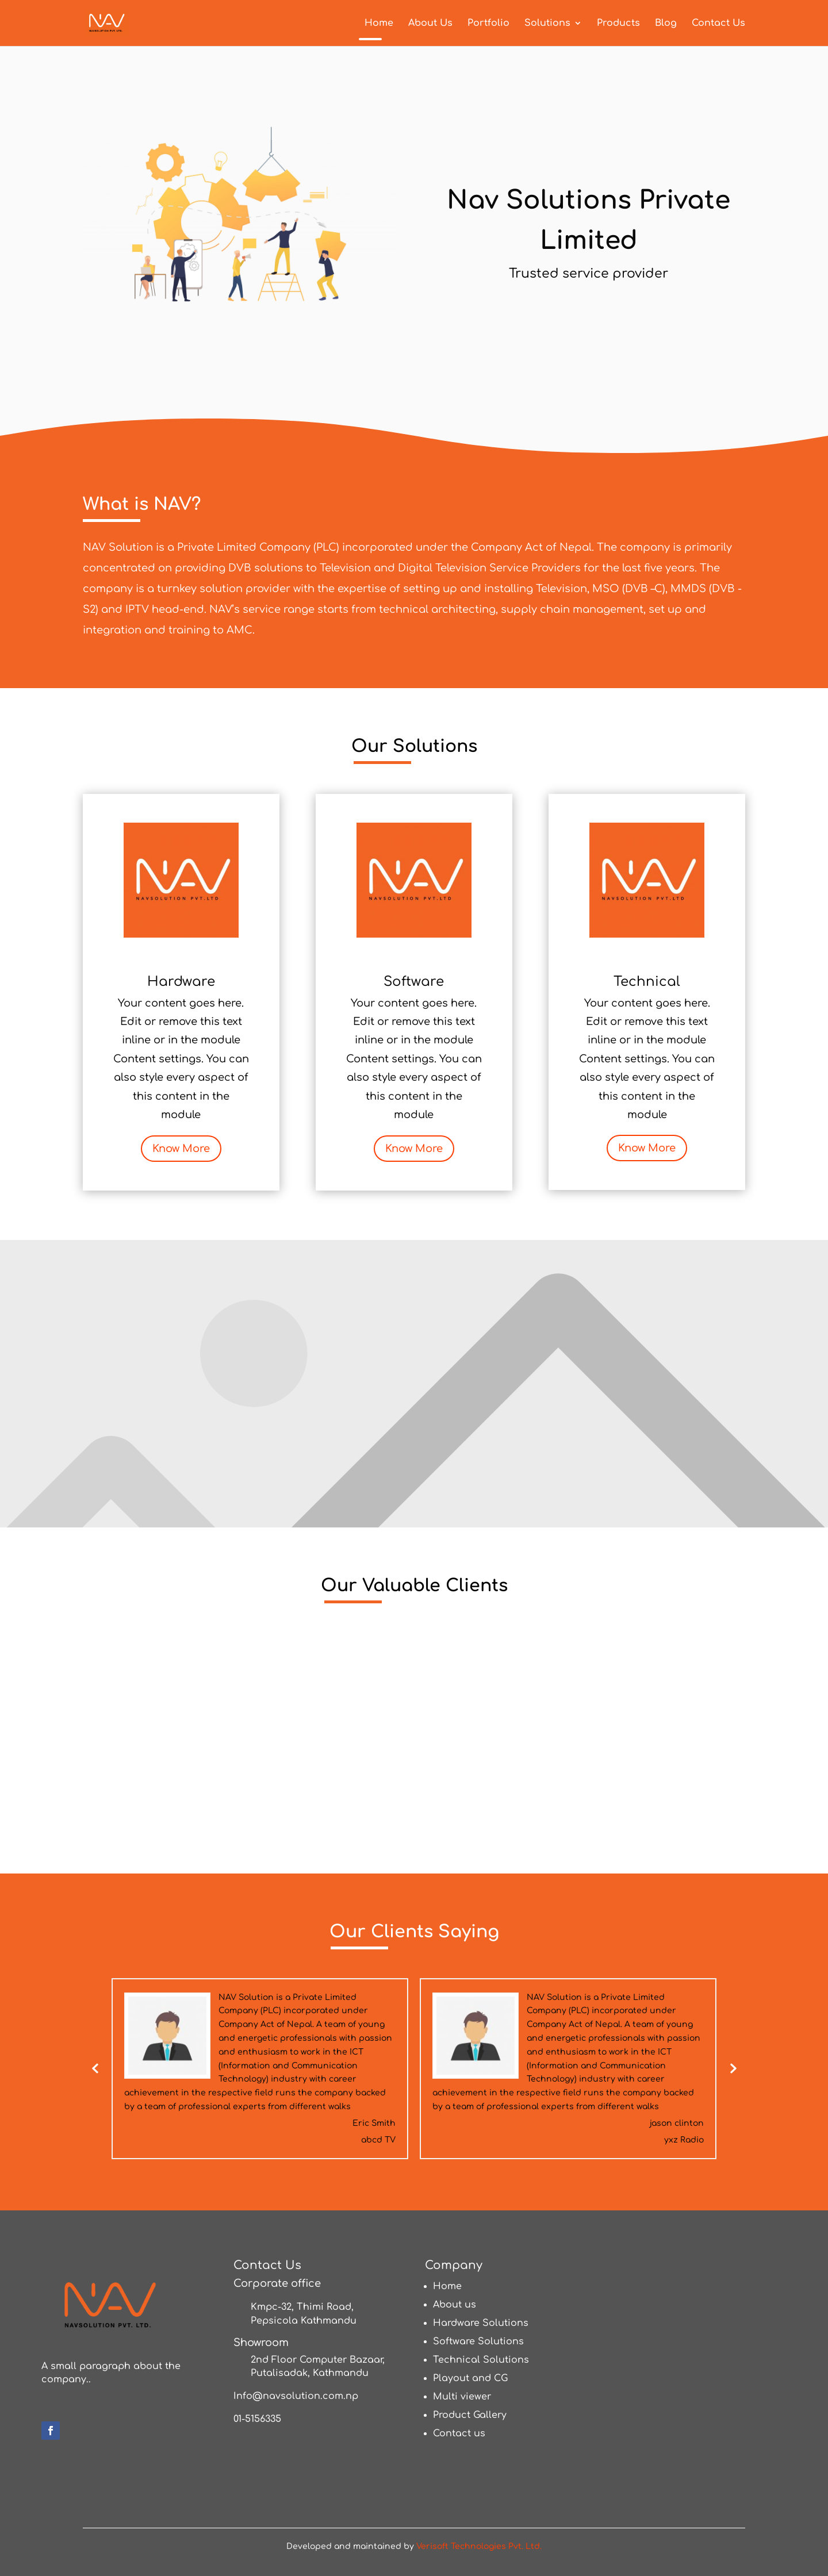 NAV
NAVSOLUTION PVT. LTD.
Home
About Us
Portfolio
Solutions
Products
Blog
Contact Us
Nav Solutions Private
Limited
Trusted service provider
What is NAV?
NAV Solution is a Private Limited Company (PLC) incorporated under the Company Act of Nepal. The company is primarily
concentrated on providing DVB solutions to Television and Digital Television Service Providers for the last five years. The
company is a turnkey solution provider with the expertise of setting up and installing Television, MSO (DVB –C), MMDS (DVB -
S2) and IPTV head-end. NAV's service range starts from technical architecting, supply chain management, set up and
integration and training to AMC.
Our Solutions
NAV
NAVSOLUTION PVT.LTD
Hardware
Your content goes here.
Edit or remove this text
inline or in the module
Content settings. You can
also style every aspect of
this content in the
module
Know More
NAV
NAVSOLUTION PVT.LTD
Software
Your content goes here.
Edit or remove this text
inline or in the module
Content settings. You can
also style every aspect of
this content in the
module
Know More
NAV
NAVSOLUTION PVT.LTD
Technical
Your content goes here.
Edit or remove this text
inline or in the module
Content settings. You can
also style every aspect of
this content in the
module
Know More
Our Valuable Clients
Our Clients Saying
NAV Solution is a Private Limited
Company (PLC) incorporated under
Company Act of Nepal. A team of young
and energetic professionals with passion
and enthusiasm to work in the ICT
(Information and Communication
Technology) industry with career
achievement in the respective field runs the company backed
by a team of professional experts from different walks
Eric Smith
abcd TV
NAV Solution is a Private Limited
Company (PLC) incorporated under
Company Act of Nepal. A team of young
and energetic professionals with passion
and enthusiasm to work in the ICT
(Information and Communication
Technology) industry with career
achievement in the respective field runs the company backed
by a team of professional experts from different walks
jason clinton
yxz Radio
NAV
NAVSOLUTION PVT. LTD.
A small paragraph about the
company..
Contact Us
Corporate office
Kmpc-32, Thimi Road,
Pepsicola Kathmandu
Showroom
2nd Floor Computer Bazaar,
Putalisadak, Kathmandu
Info@navsolution.com.np
01-5156335
Company
Home
About us
Hardware Solutions
Software Solutions
Technical Solutions
Playout and CG
Multi viewer
Product Gallery
Contact us
Developed and maintained by Verisoft Technologies Pvt. Ltd..